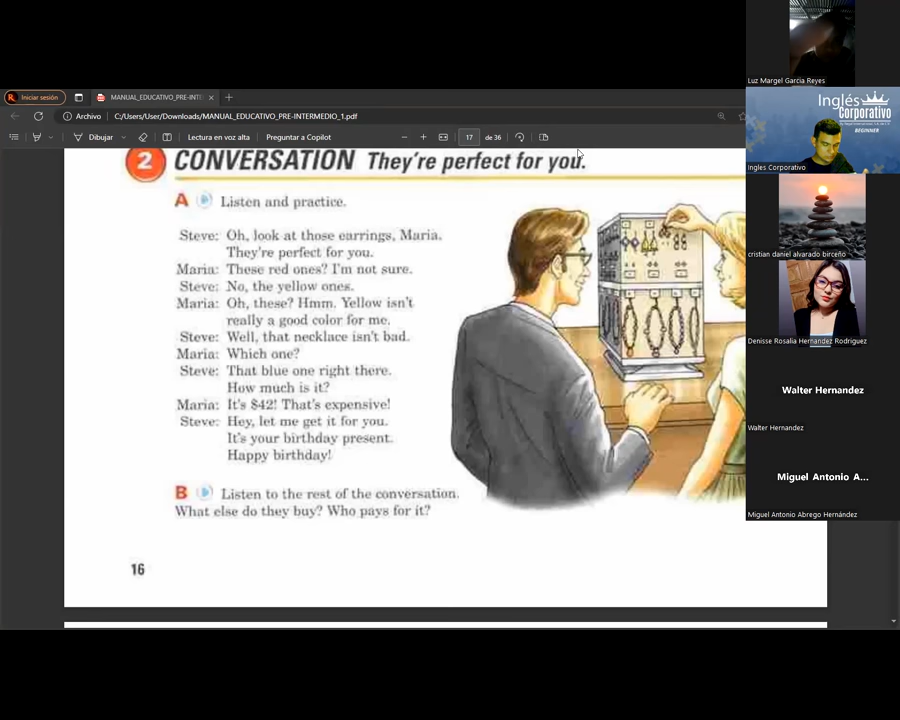 Luz Margel Garcia Reyes
Iniciar sesión
MANUAL_EDUCATIVO_PRE-INTE
Archivo
C:/Users/User/Downloads/MANUAL_EDUCATIVO_PRE-INTERMEDIO_1.pdf
Dibujar
Lectura en voz alta
Preguntar a Copilot
17
de 36
2 CONVERSATION They're perfect for you.
A Listen and practice.
Steve: Oh, look at those earrings, Maria.
They're perfect for you.
Maria: These red ones? I'm not sure.
Steve: No, the yellow ones.
Maria: Oh, these? Hmm. Yellow isn't
really a good color for me.
Steve: Well, that necklace isn't bad.
Maria: Which one?
Steve: That blue one right there.
How much is it?
Maria: It's $42! That's expensive!
Steve: Hey, let me get it for you.
It's your birthday present.
Happy birthday!
B Listen to the rest of the conversation.
What else do they buy? Who pays for it?
16
Inglés
Corporativo
BEGINNER
Ingles Corporativo
cristian daniel alvarado birceño
Denisse Rosalia Hernandez Rodriguez
Walter Hernandez
Walter Hernandez
Miguel Antonio A...
Miguel Antonio Abrego Hernández